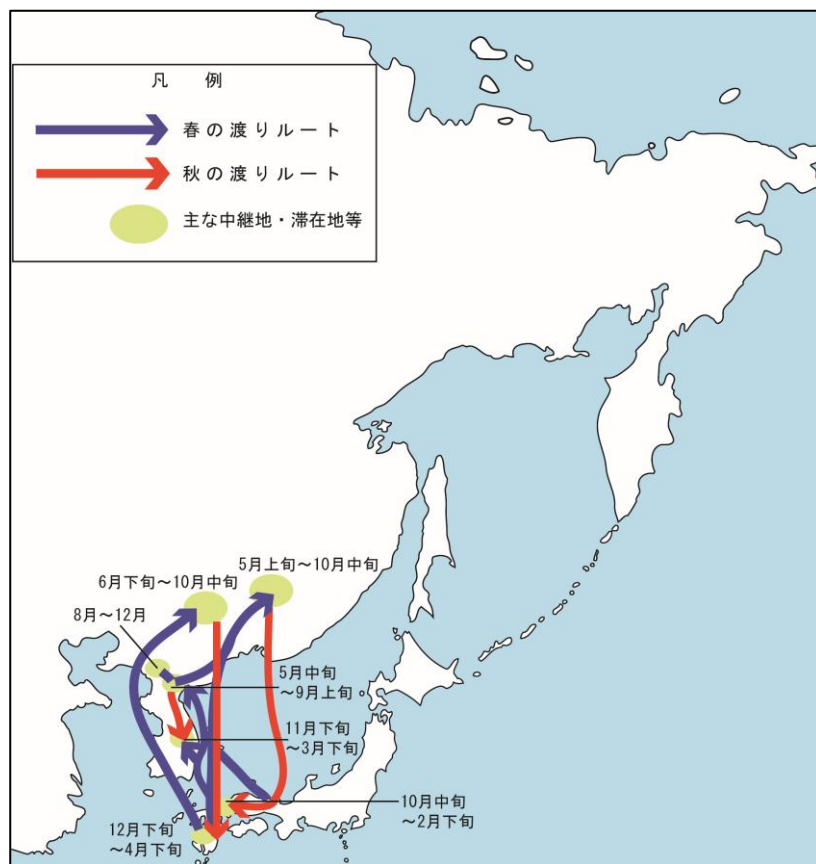 凡 例
春の渡りルート
秋の渡りルート
主な中継地・滞在地等
5月上旬～10月中旬
6月下旬～10月中旬
8月～12月
5月中旬
～9月上旬
11月下旬
～3月下旬
10月中旬
～2月下旬
12月下旬
～4月下旬